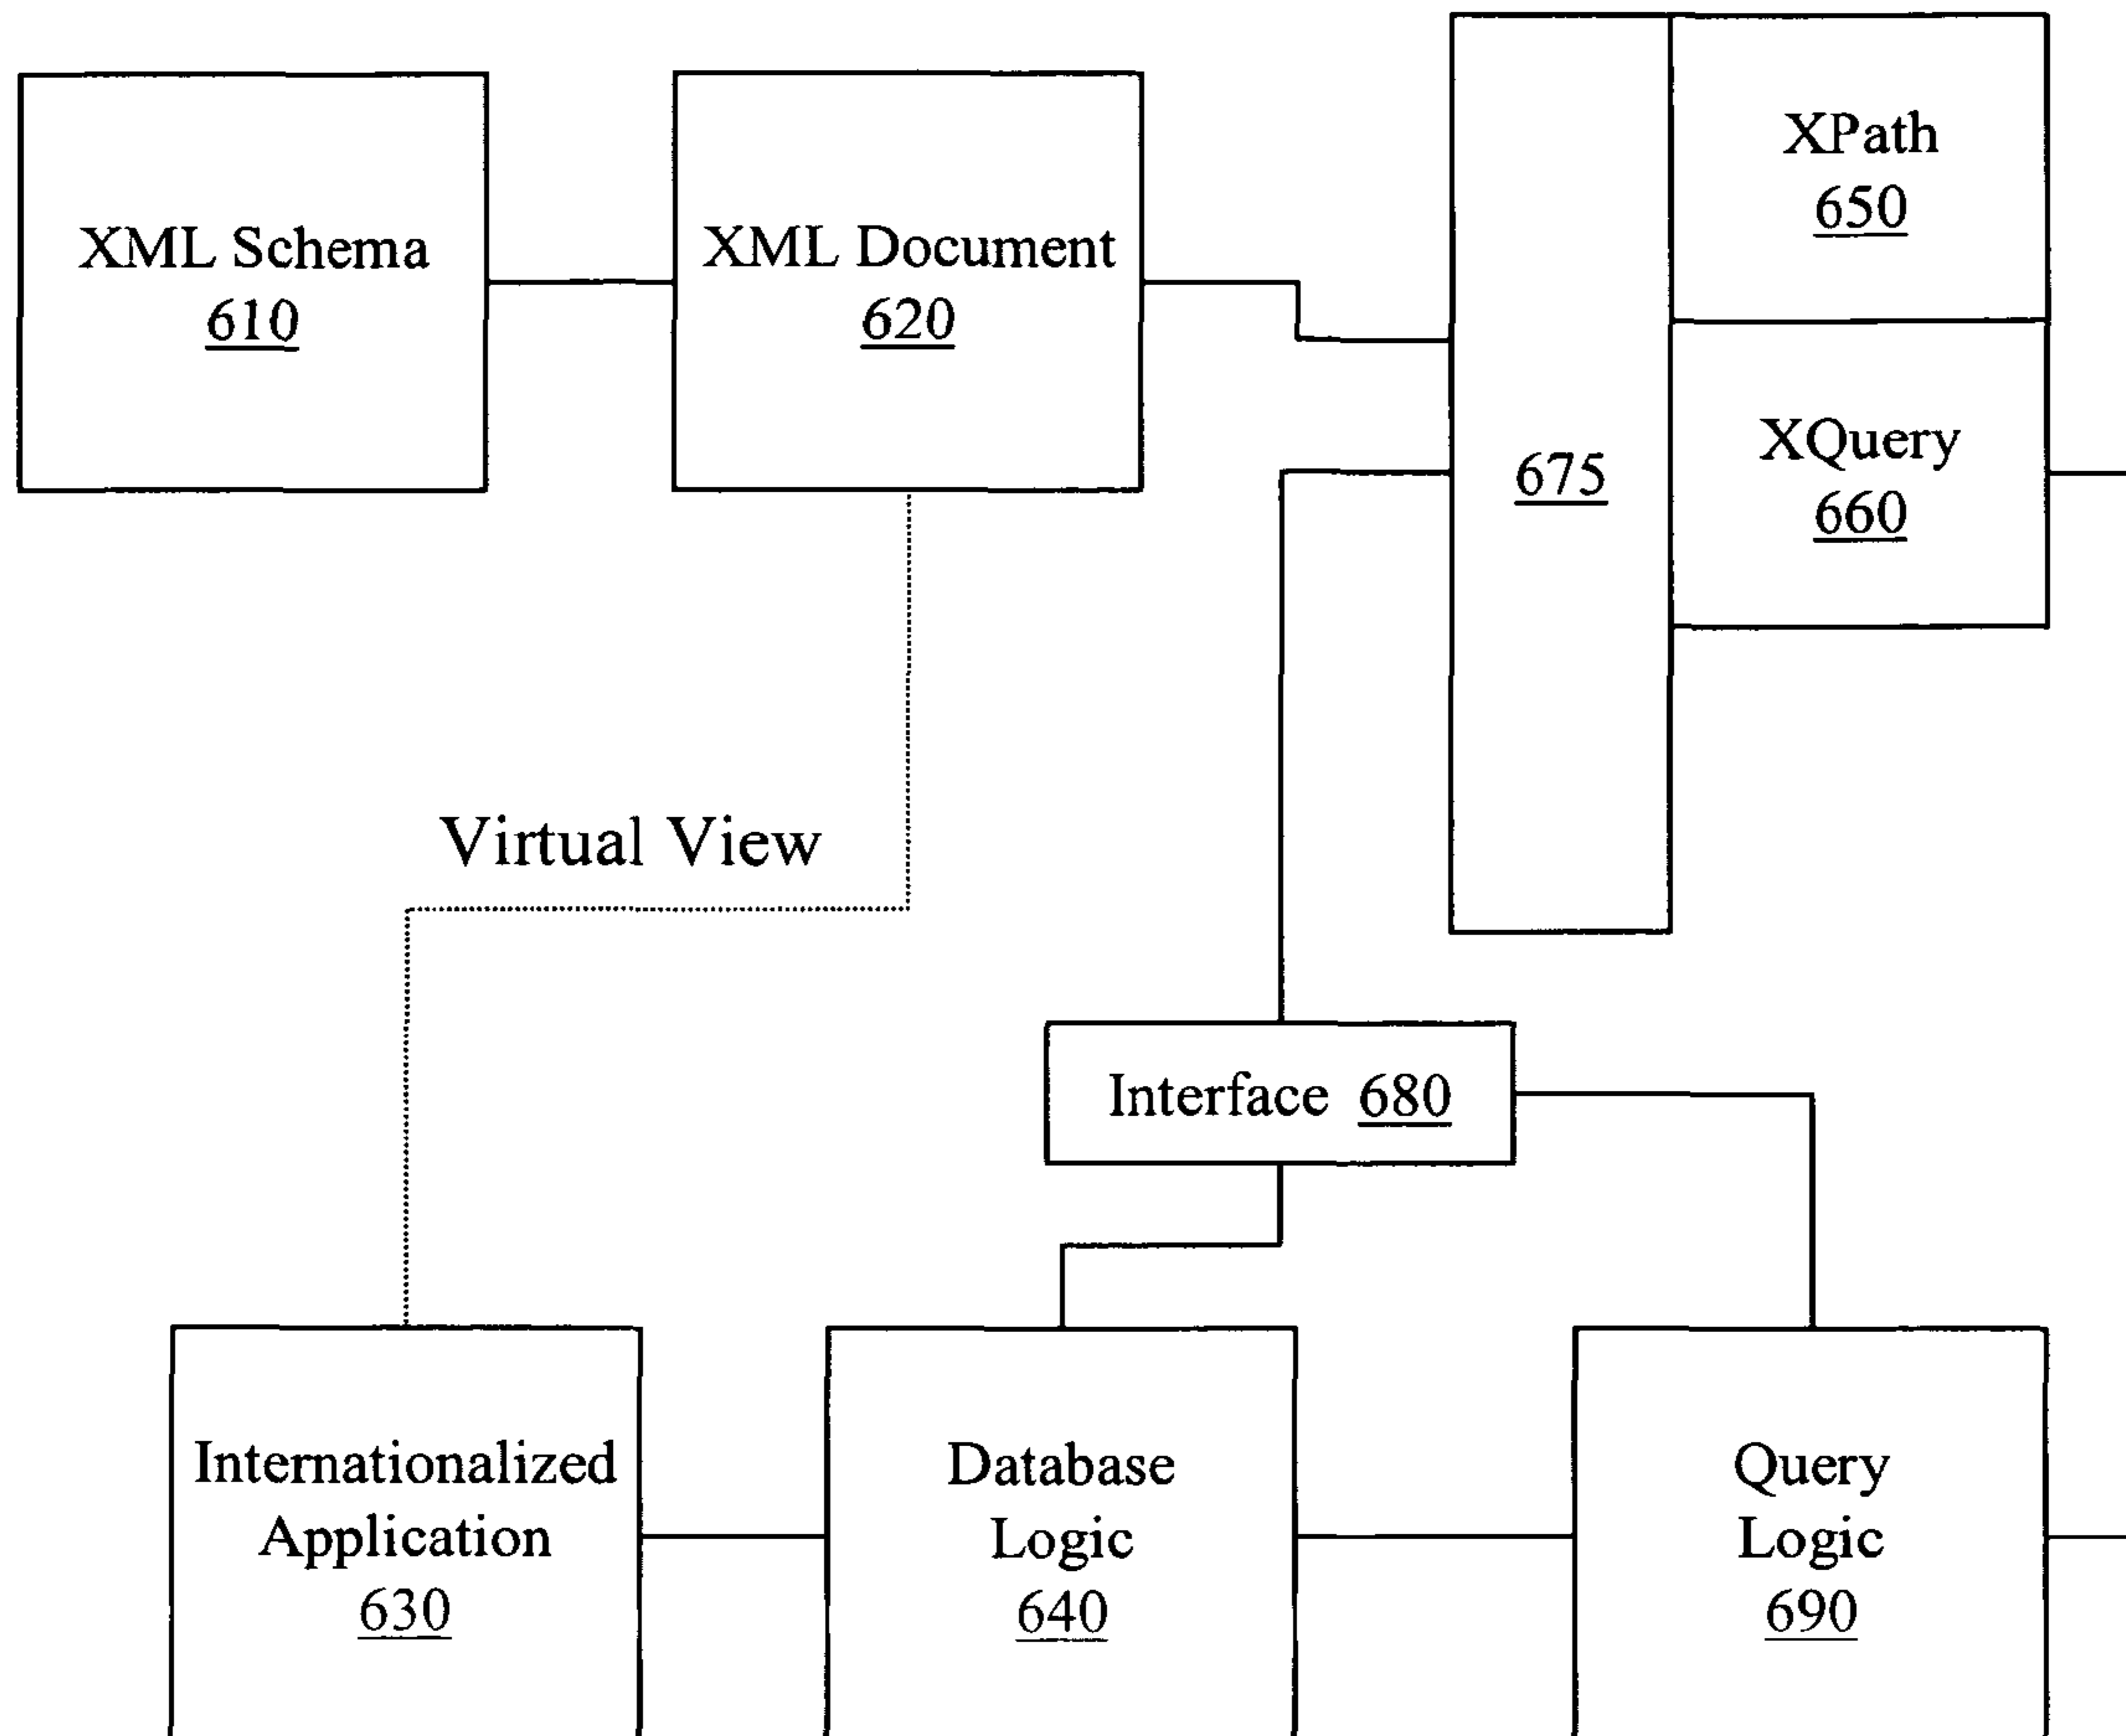 XML Schema
610
XML Document
620
XPath
650
XQuery
660
675
Virtual View
Interface 680
Internationalized
Application
630
Database
Logic
640
Query
Logic
690